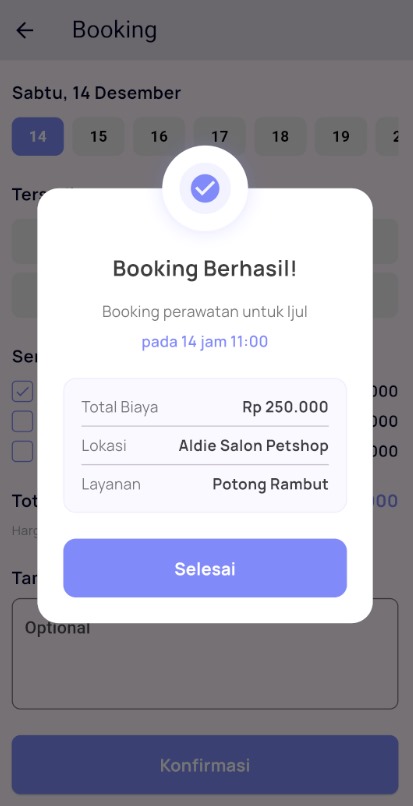 Booking
Sabtu, 14 Desember
14 15 16 17 18 19 2
Ters
Booking Berhasil!
Booking perawatan untuk Ijul
pada 14 jam 11:00
Ser
000
000
000
Total Biaya Rp 250.000
Lokasi Aldie Salon Petshop
Layanan Potong Rambut
Tot 000
Harg
Selesai
Tar
Optional
Konfirmasi